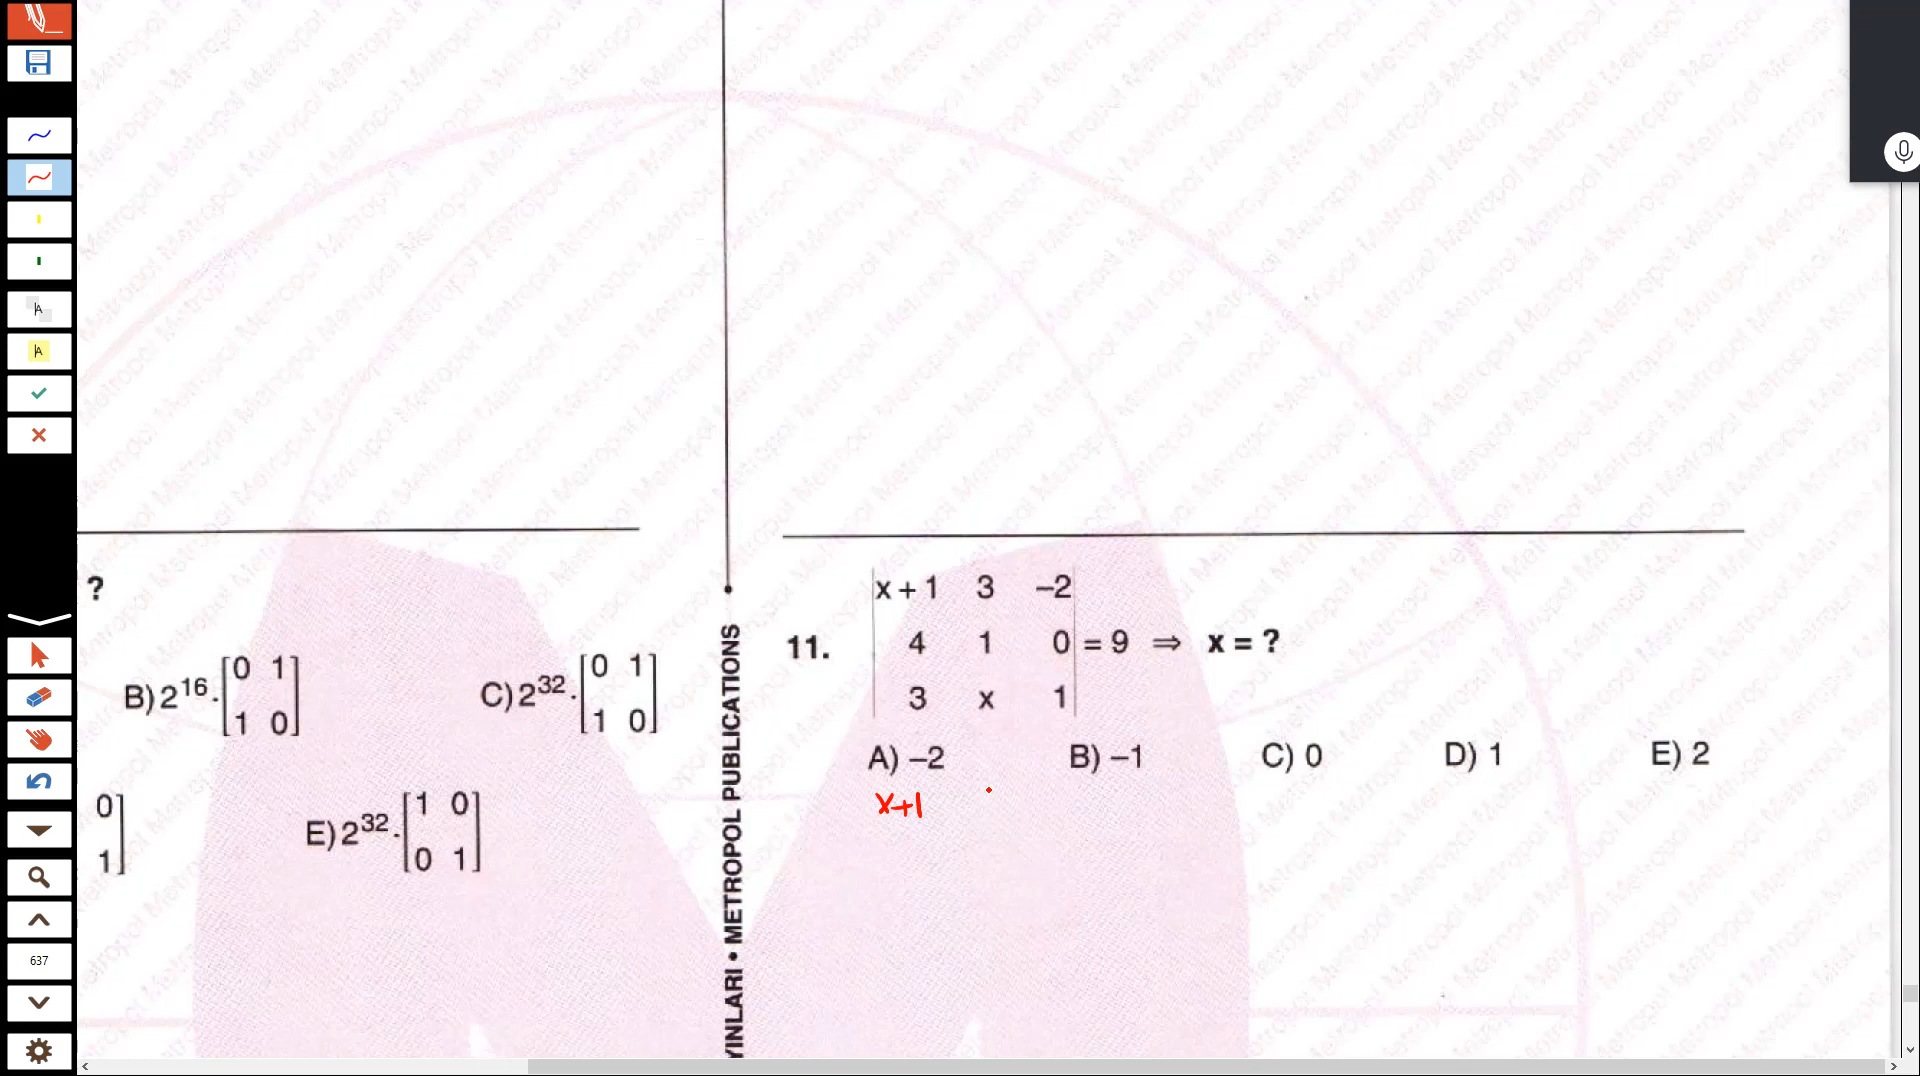 ?
B) 2^16 · [0 1
1 0]
C) 2^32 · [0 1
1 0]
0]
1]
E) 2^32 · [1 0
0 1]
YINLARI • METROPOL PUBLICATIONS
11. |x + 1 3 –2|
|4 1 0| = 9 ⇒ x = ?
|3 x 1|
A) –2 B) –1 C) 0 D) 1 E) 2
x+1
637
Metropol Metropol Metropol